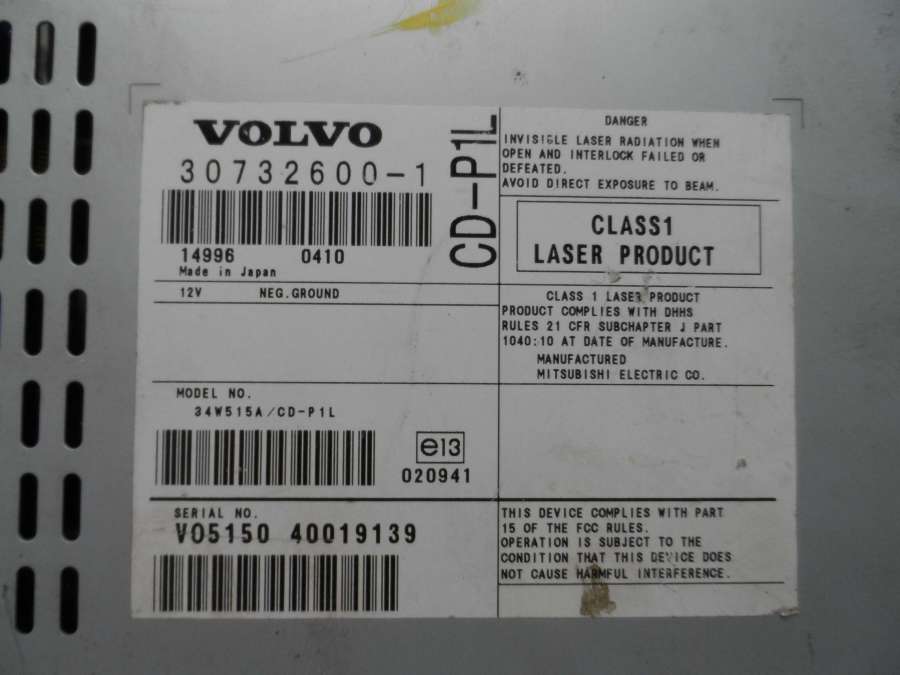 VOLVO
30732600-1
14996 0410
Made in Japan
CD-P1L
12V NEG.GROUND
MODEL NO.
34W515A/CD-P1L
e13
020941
SERIAL NO.
VO5150 40019139
DANGER
INVISIBLE LASER RADIATION WHEN
OPEN AND INTERLOCK FAILED OR
DEFEATED.
AVOID DIRECT EXPOSURE TO BEAM.
CLASS1
LASER PRODUCT
CLASS 1 LASER PRODUCT
PRODUCT COMPLIES WITH DHHS
RULES 21 CFR SUBCHAPTER J PART
1040:10 AT DATE OF MANUFACTURE.
MANUFACTURED
MITSUBISHI ELECTRIC CO.
THIS DEVICE COMPLIES WITH PART
15 OF THE FCC RULES.
OPERATION IS SUBJECT TO THE
CONDITION THAT THIS DEVICE DOES
NOT CAUSE HARMFUL INTERFERENCE.